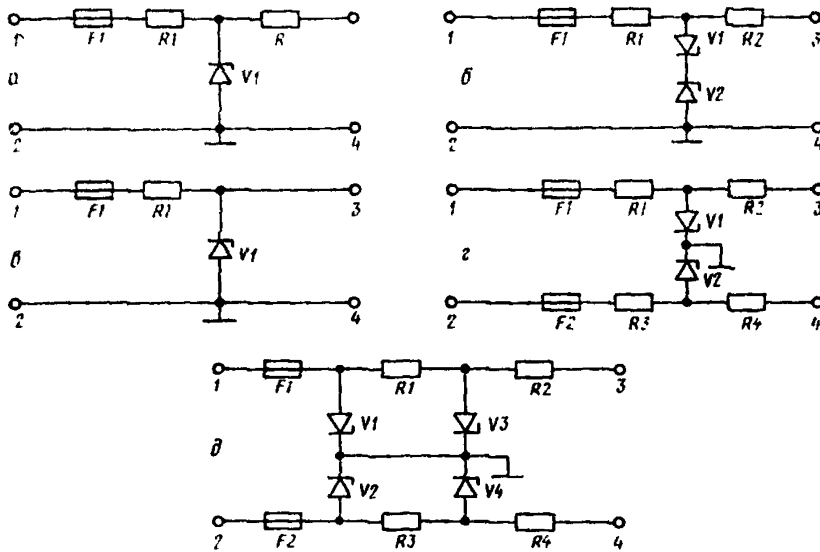 1 F1 R1 R
а V1
2 4
1 F1 R1 V1 R2 3
б V2
2 4
1 F1 R1 3
в V1
2 4
1 F1 R1 V1 R2 3
г V2
2 F2 R3 R4 4
1 F1 R1 R2 3
д V1 V3
V2 V4
2 F2 R3 R4 4